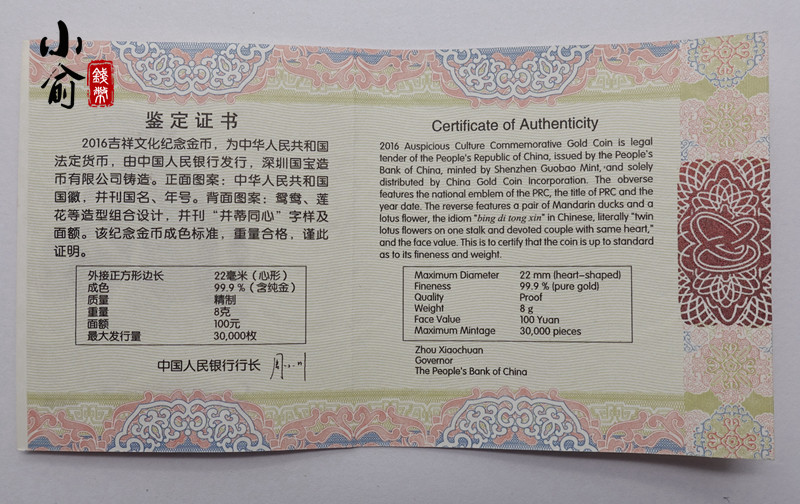 小俞
錢幣
鉴定证书
2016吉祥文化纪念金币，为中华人民共和国
法定货币，由中国人民银行发行，深圳国宝造
币有限公司铸造。正面图案：中华人民共和国
国徽，并刊国名、年号。背面图案：鸳鸯、莲
花等造型组合设计，并刊“并蒂同心”字样及
面额。该纪念金币成色标准，重量合格，谨此
证明。
外接正方形边长 22毫米（心形）
成色 99.9％（含纯金）
质量 精制
重量 8克
面额 100元
最大发行量 30,000枚
中国人民银行行长
Certificate of Authenticity
2016 Auspicious Culture Commemorative Gold Coin is legal
tender of the People's Republic of China, issued by the People's
Bank of China, minted by Shenzhen Guobao Mint, and solely
distributed by China Gold Coin Incorporation. The obverse
features the national emblem of the PRC, the title of PRC and the
year date. The reverse features a pair of Mandarin ducks and a
lotus flower, the idiom "bing di tong xin" in Chinese, literally "twin
lotus flowers on one stalk and devoted couple with same heart,"
and the face value. This is to certify that the coin is up to standard
as to its fineness and weight.
Maximum Diameter 22 mm (heart-shaped)
Fineness 99.9 % (pure gold)
Quality Proof
Weight 8 g
Face Value 100 Yuan
Maximum Mintage 30,000 pieces
Zhou Xiaochuan
Governor
The People's Bank of China